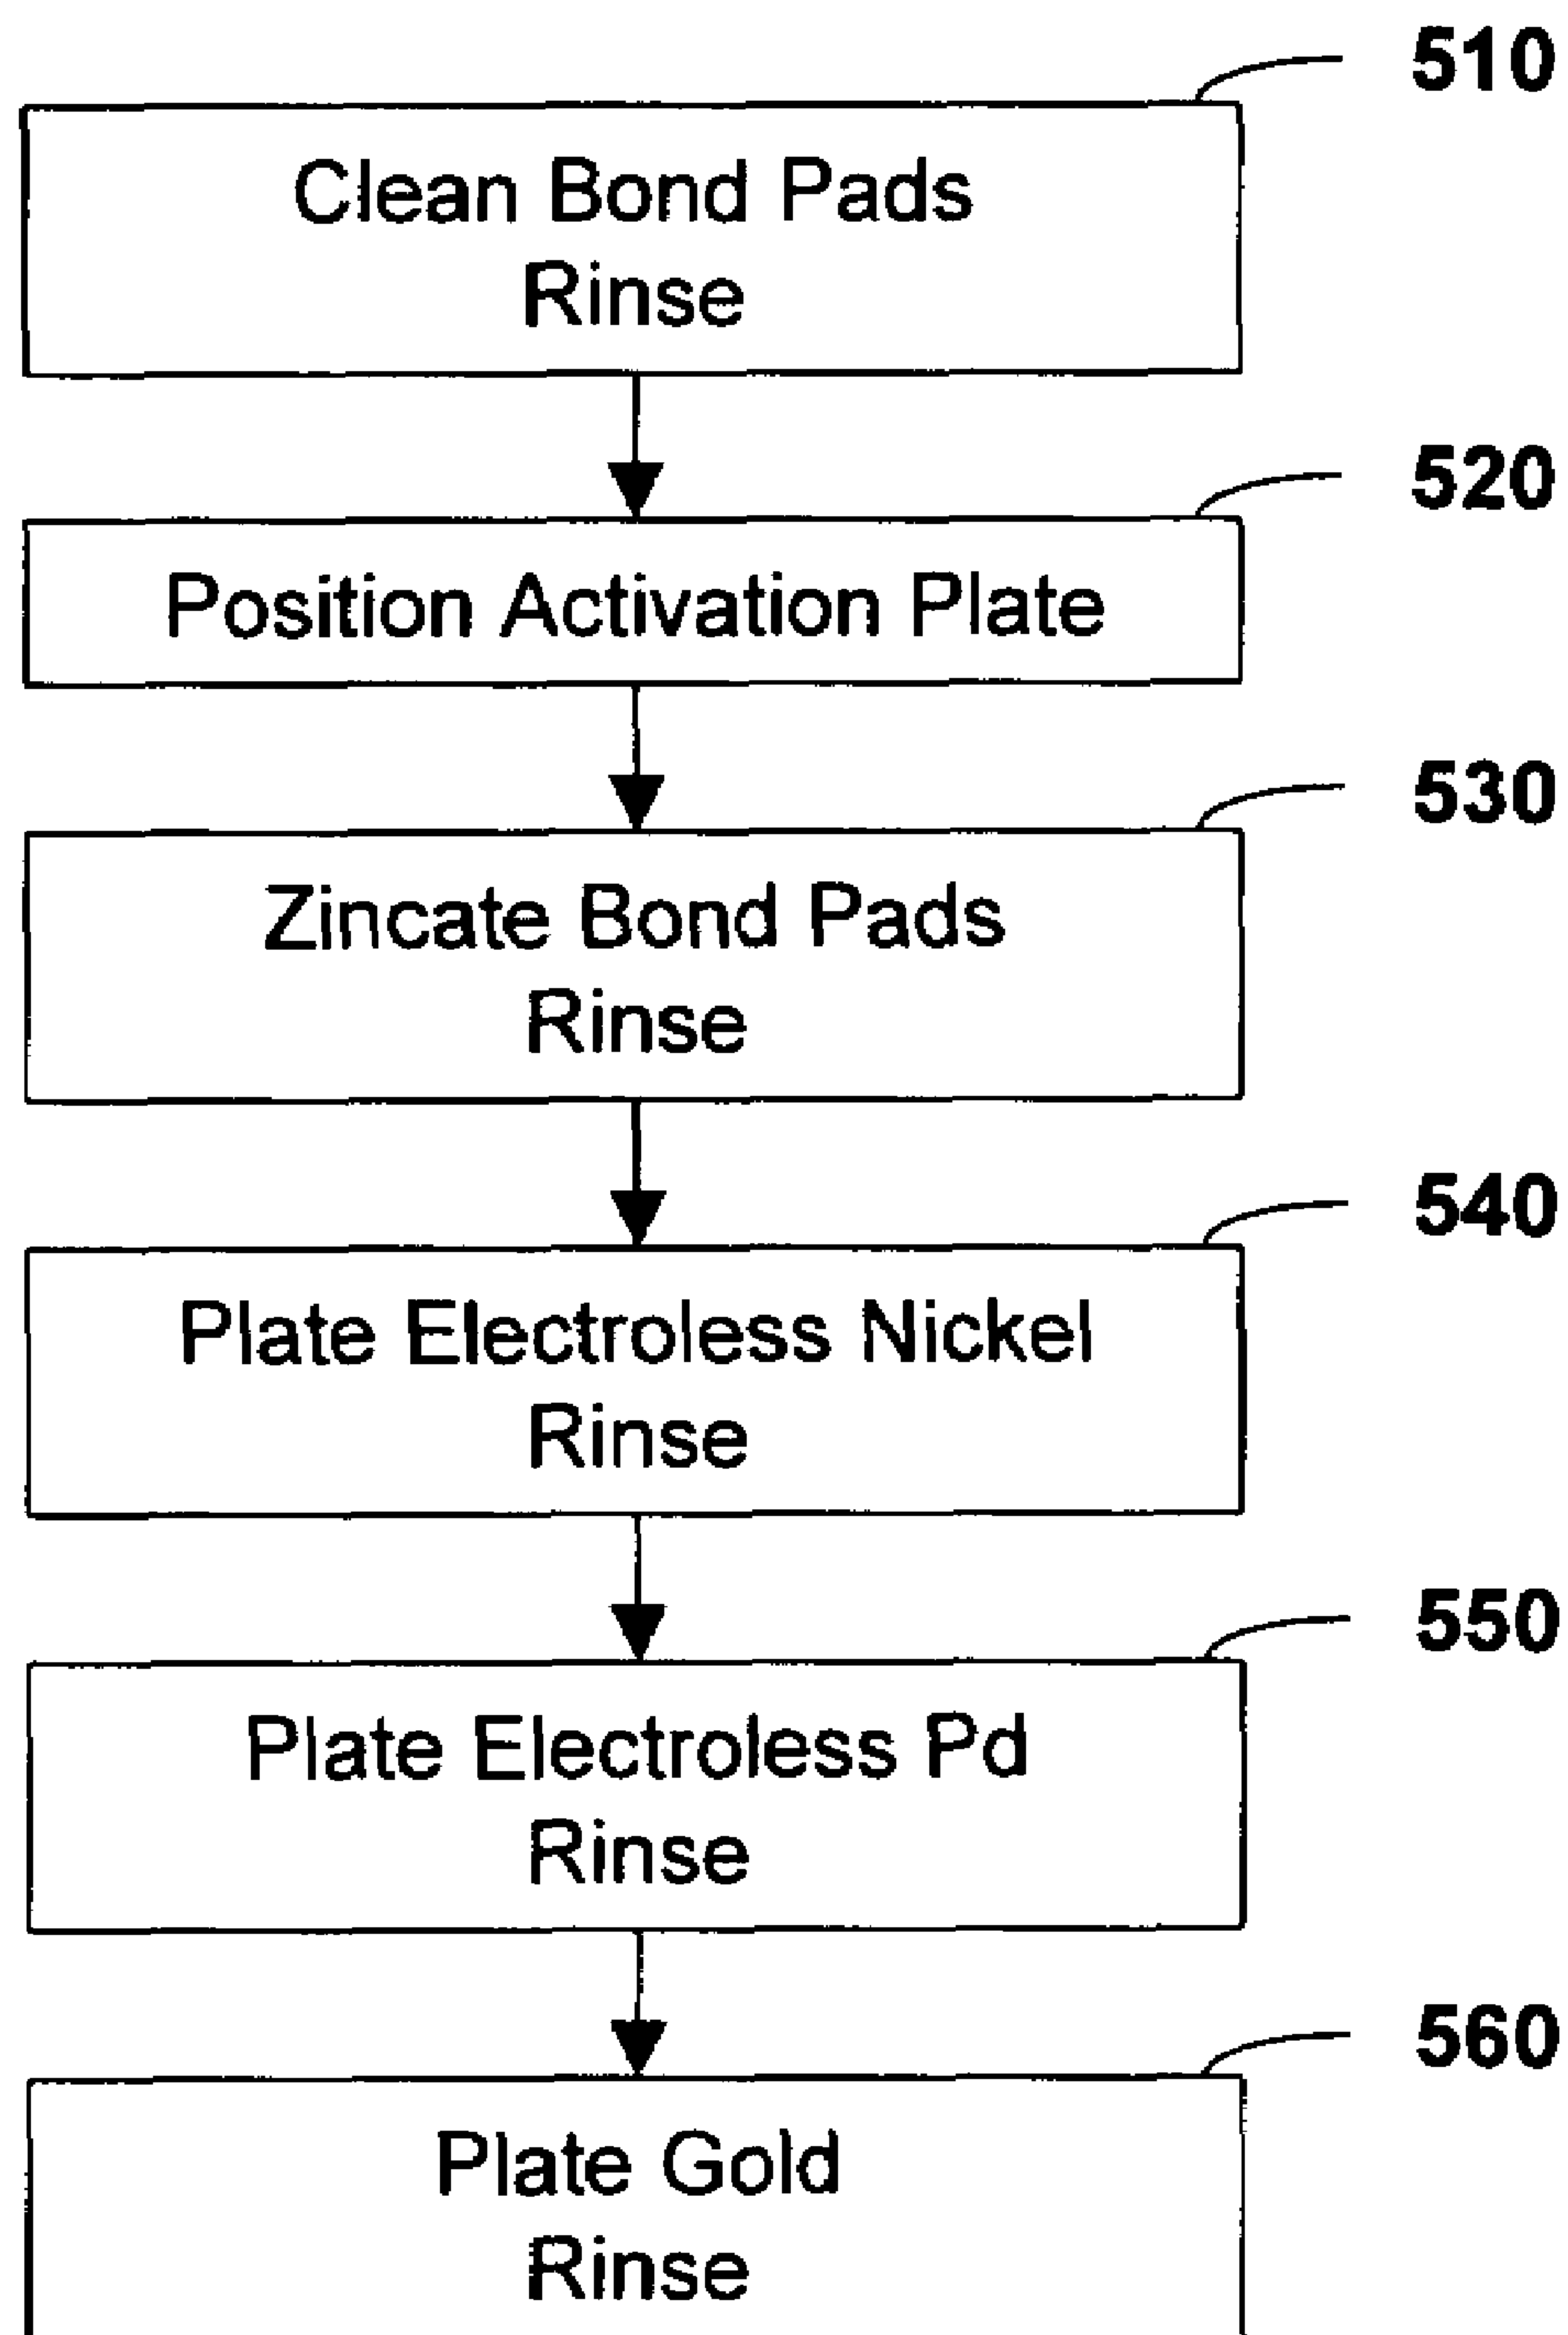 510
Clean Bond Pads
Rinse
520
Position Activation Plate
530
Zincate Bond Pads
Rinse
540
Plate Electroless Nickel
Rinse
550
Plate Electroless Pd
Rinse
560
Plate Gold
Rinse